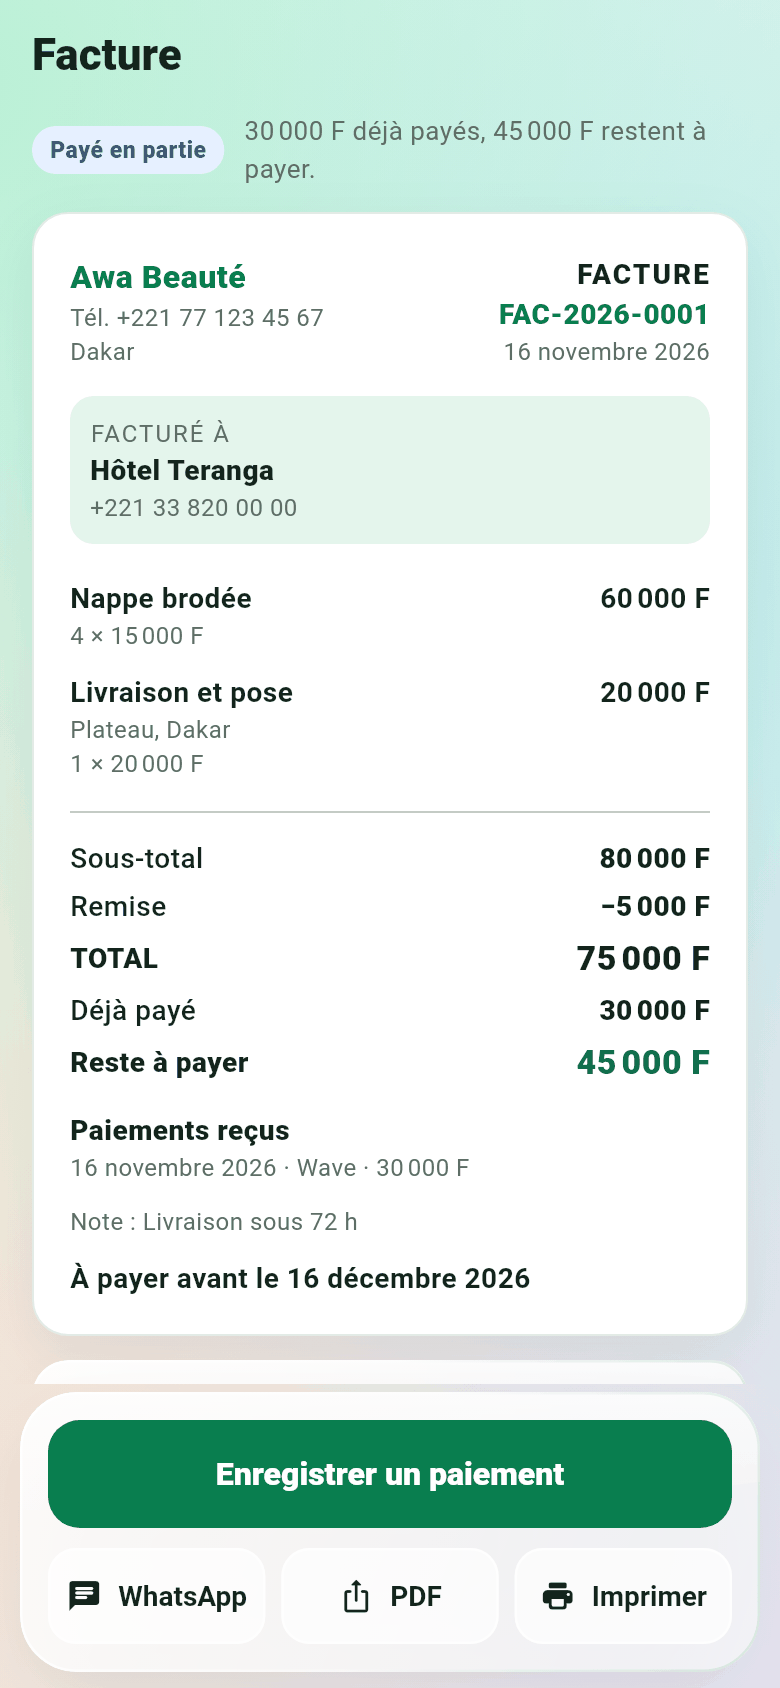 Facture
Payé en partie
30 000 F déjà payés, 45 000 F restent à
payer.
Awa Beauté
FACTURE
Tél. +221 77 123 45 67
FAC-2026-0001
Dakar
16 novembre 2026
FACTURÉ À
Hôtel Teranga
+221 33 820 00 00
Nappe brodée
60 000 F
4 × 15 000 F
Livraison et pose
20 000 F
Plateau, Dakar
1 × 20 000 F
Sous-total
80 000 F
Remise
−5 000 F
TOTAL
75 000 F
Déjà payé
30 000 F
Reste à payer
45 000 F
Paiements reçus
16 novembre 2026 · Wave · 30 000 F
Note : Livraison sous 72 h
À payer avant le 16 décembre 2026
Enregistrer un paiement
WhatsApp
PDF
Imprimer